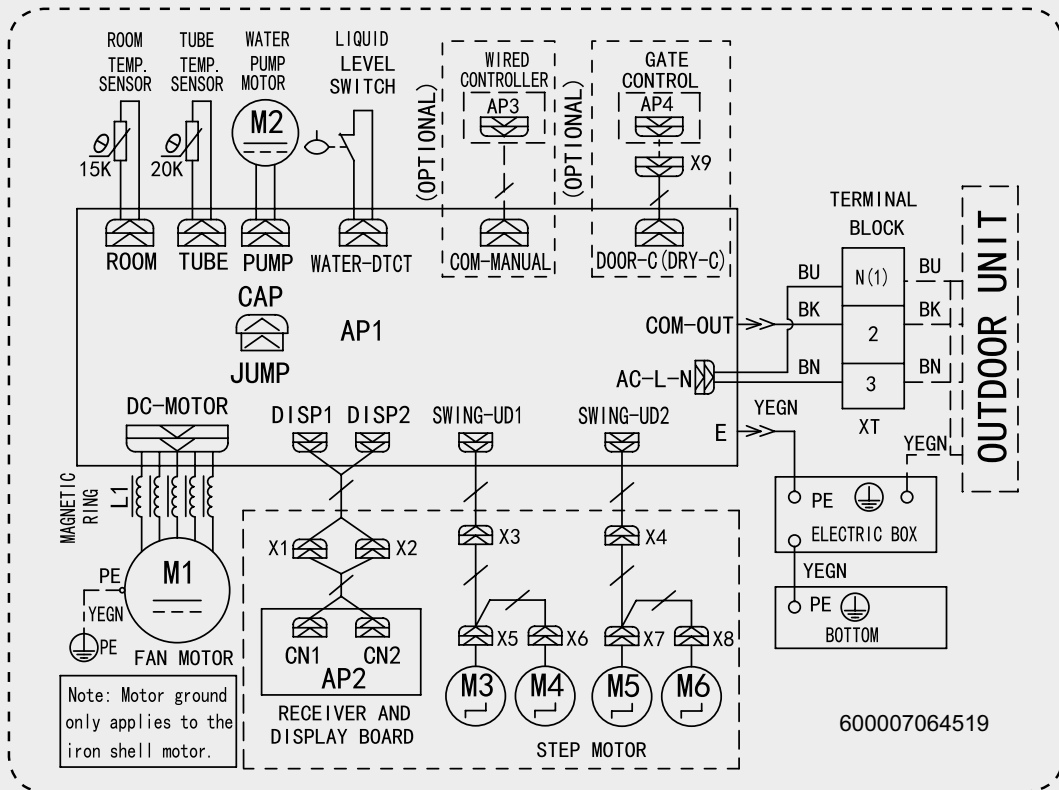 ROOM
TEMP.
SENSOR
TUBE
TEMP.
SENSOR
WATER
PUMP
MOTOR
LIQUID
LEVEL
SWITCH
(OPTIONAL)
WIRED
CONTROLLER
AP3
(OPTIONAL)
GATE
CONTROL
AP4
X9
θ
15K
θ
20K
M2
ROOM
TUBE
PUMP
WATER-DTCT
COM-MANUAL
DOOR-C(DRY-C)
CAP
JUMP
AP1
TERMINAL
BLOCK
BU
N(1)
BU
BK
2
BK
BN
3
BN
XT
OUTDOOR UNIT
COM-OUT
AC-L-N
E
YEGN
YEGN
DC-MOTOR
DISP1
DISP2
SWING-UD1
SWING-UD2
MAGNETIC
RING
L1
M1
PE
YEGN
PE
FAN MOTOR
X1
X2
X3
X4
PE
ELECTRIC BOX
YEGN
PE
BOTTOM
CN1
CN2
AP2
RECEIVER AND
DISPLAY BOARD
X5
X6
X7
X8
M3
M4
M5
M6
STEP MOTOR
Note: Motor ground
only applies to the
iron shell motor.
600007064519